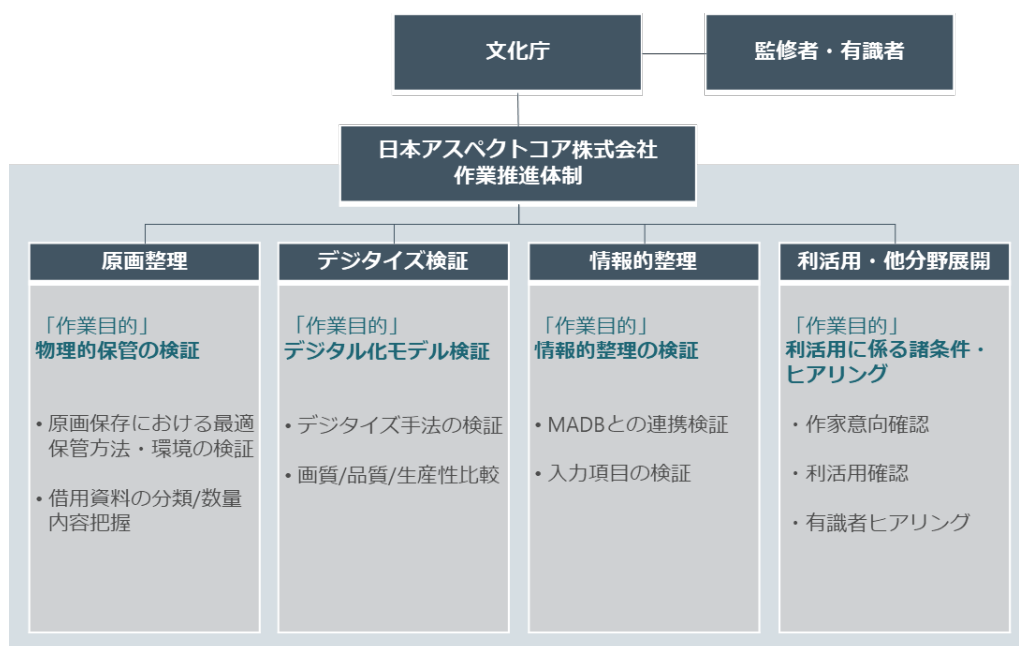 文化庁
監修者・有識者
日本アスペクトコア株式会社
作業推進体制
原画整理
「作業目的」
物理的保管の検証
・原画保存における最適
保管方法・環境の検証
・借用資料の分類/数量
内容把握
デジタイズ検証
「作業目的」
デジタル化モデル検証
・デジタイズ手法の検証
・画質/品質/生産性比較
情報的整理
「作業目的」
情報的整理の検証
・MADBとの連携検証
・入力項目の検証
利活用・他分野展開
「作業目的」
利活用に係る諸条件・
ヒアリング
・作家意向確認
・利活用確認
・有識者ヒアリング